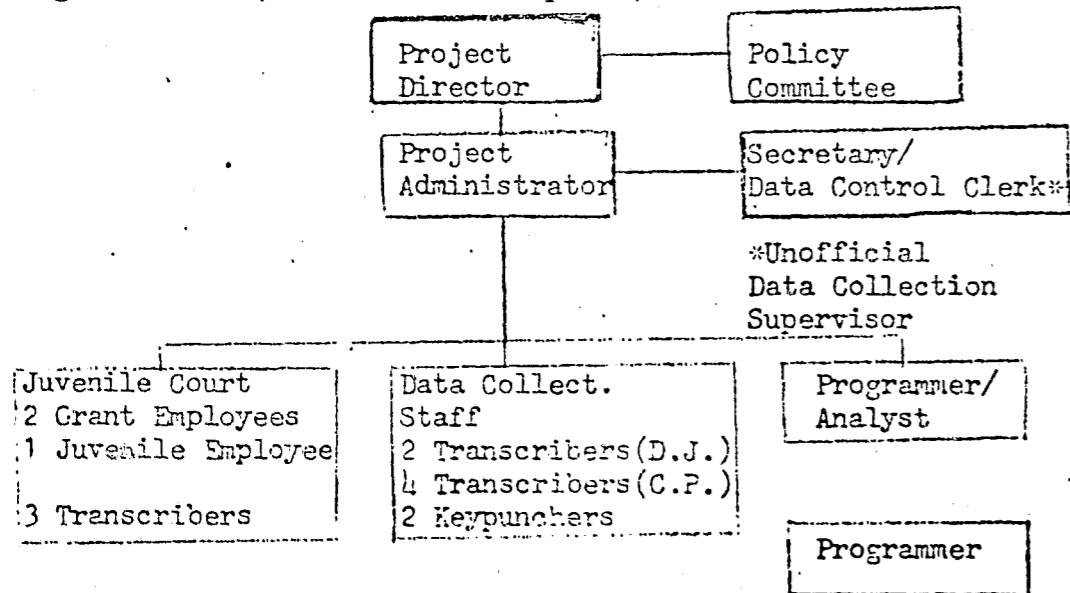 Project
Director
Policy
Committee
Project
Administrator
Secretary/
Data Control Clerk*
*Unofficial
Data Collection
Supervisor
Juvenile Court
2 Grant Employees
1 Juvenile Employee
3 Transcribers
Data Collect.
Staff
2 Transcribers(D.J.)
4 Transcribers(C.P.)
2 Keypunchers
Programmer/
Analyst
Programmer